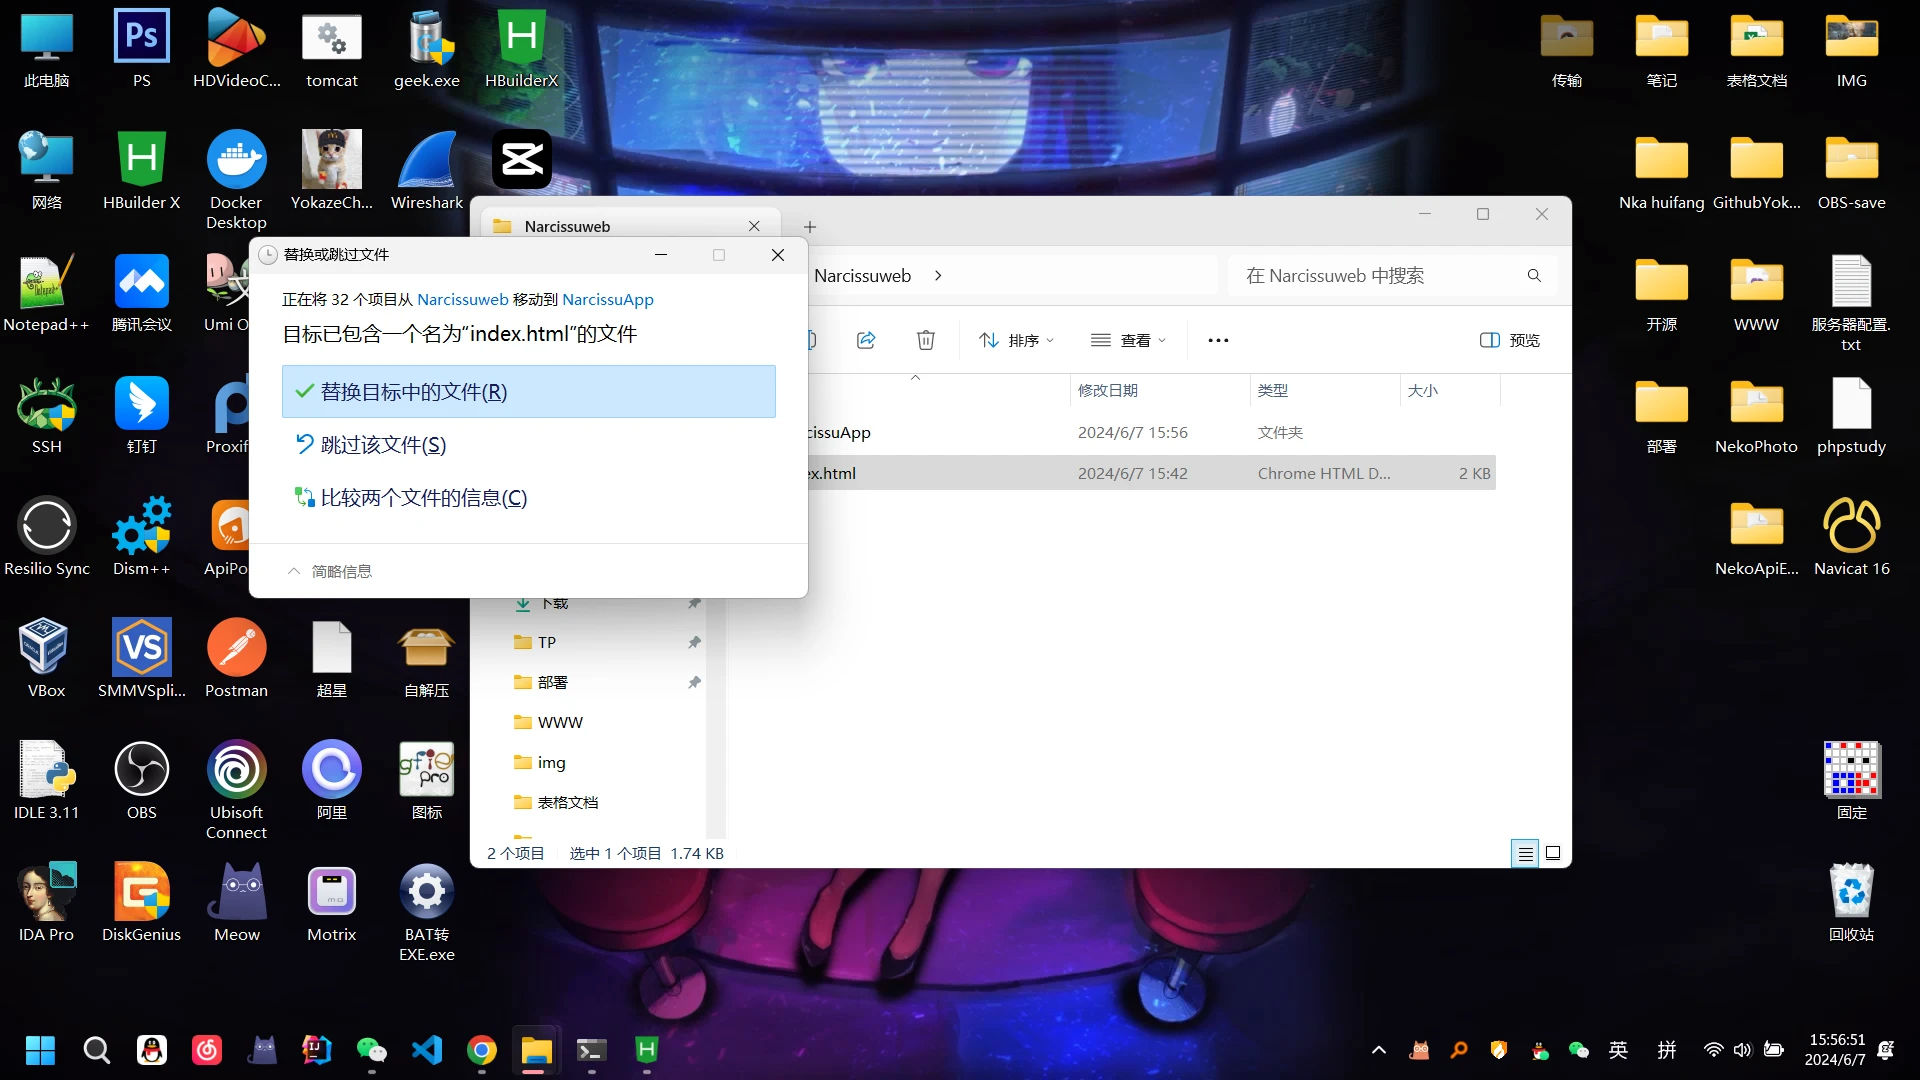 此电脑
PS
HDVideoC...
tomcat
geek.exe
HBuilderX
传输
笔记
表格文档
IMG
网络
HBuilder X
Docker
Desktop
YokazeCh...
Wireshark
Nka huifang
GithubYok...
OBS-save
Notepad++
腾讯会议
Umi O
开源
WWW
服务器配置.
txt
SSH
钉钉
Proxif
部署
NekoPhoto
phpstudy
Resilio Sync
Dism++
ApiPo
NekoApiE...
Navicat 16
VBox
SMMVSpli...
Postman
超星
自解压
IDLE 3.11
OBS
Ubisoft
Connect
阿里
图标
固定
IDA Pro
DiskGenius
Meow
Motrix
BAT转
EXE.exe
回收站
Narcissuweb
Narcissuweb
在 Narcissuweb 中搜索
排序
查看
预览
修改日期
类型
大小
cissuApp
2024/6/7 15:56
文件夹
ex.html
2024/6/7 15:42
Chrome HTML D...
2 KB
下载
TP
部署
WWW
img
表格文档
2 个项目
选中 1 个项目 1.74 KB
替换或跳过文件
正在将 32 个项目从 Narcissuweb 移动到 NarcissuApp
目标已包含一个名为“index.html”的文件
替换目标中的文件(R)
跳过该文件(S)
比较两个文件的信息(C)
简略信息
英
拼
15:56:51
2024/6/7